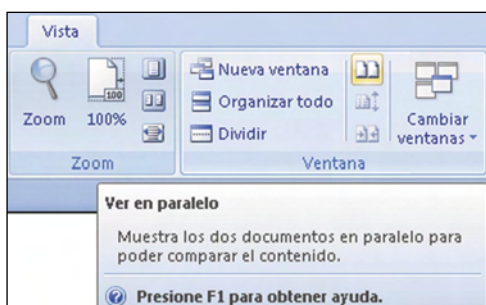 Vista
Zoom
100
100%
Zoom
Nueva ventana
Organizar todo
Dividir
Cambiar
ventanas
Ventana
Ver en paralelo
Muestra los dos documentos en paralelo para
poder comparar el contenido.
Presione F1 para obtener ayuda.